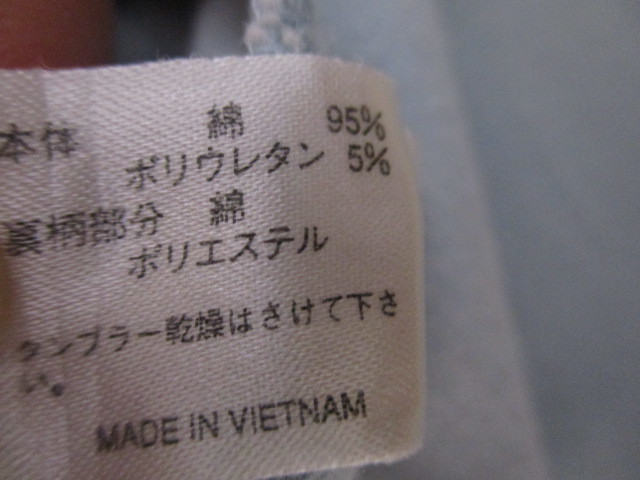 本体 綿 95%
ポリウレタン 5%
裏柄部分 綿
ポリエステル
タンブラー乾燥はさけて下さ
い。
MADE IN VIETNAM